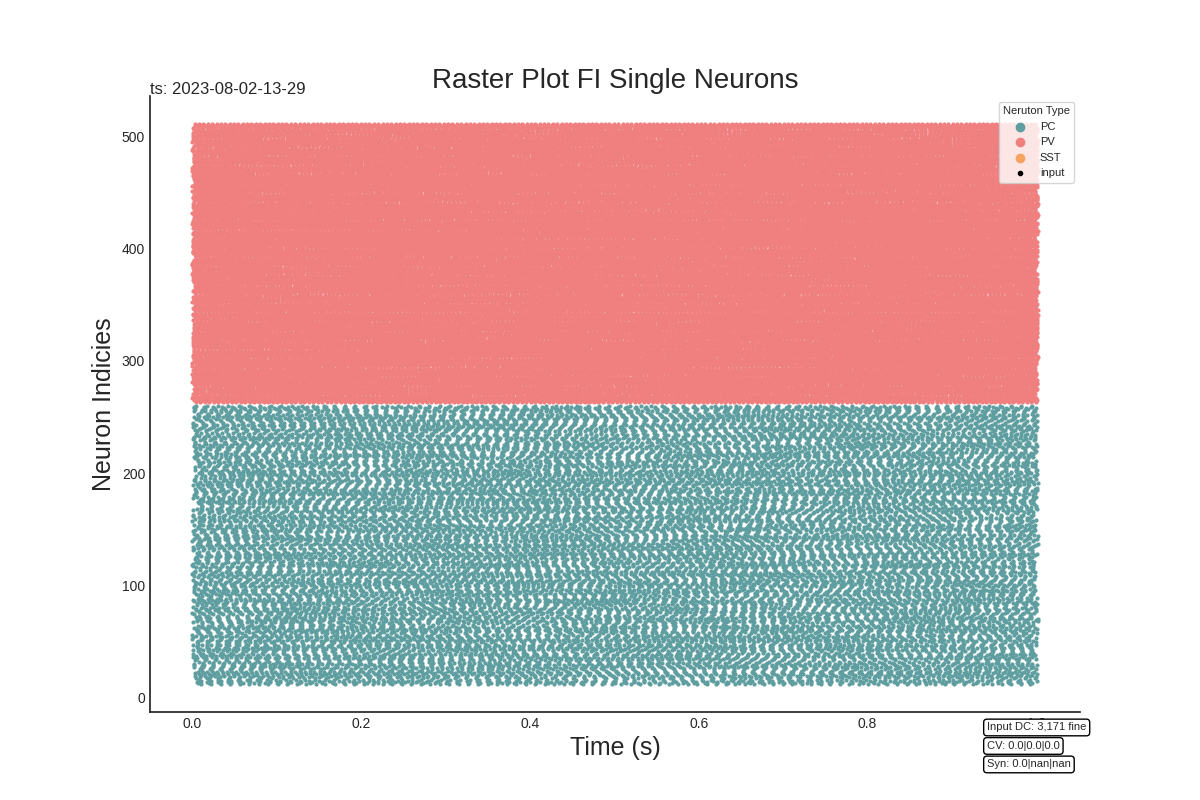 Raster Plot FI Single Neurons
ts: 2023-08-02-13-29
Neruton Type
PC
PV
SST
input
Neuron Indicies
500
400
300
200
100
0
0.0
0.2
0.4
0.6
0.8
Time (s)
Input DC: 3,171 fine
CV: 0.0|0.0|0.0
Syn: 0.0|nan|nan